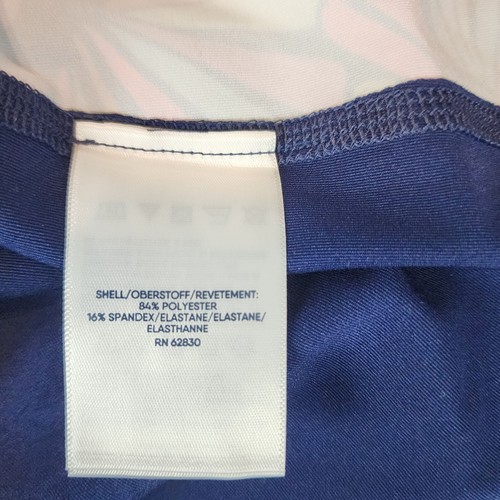 SHELL/OBERSTOFF/REVETEMENT:
84% POLYESTER
16% SPANDEX/ELASTANE/ELASTANE/
ELASTHANNE
RN 62830